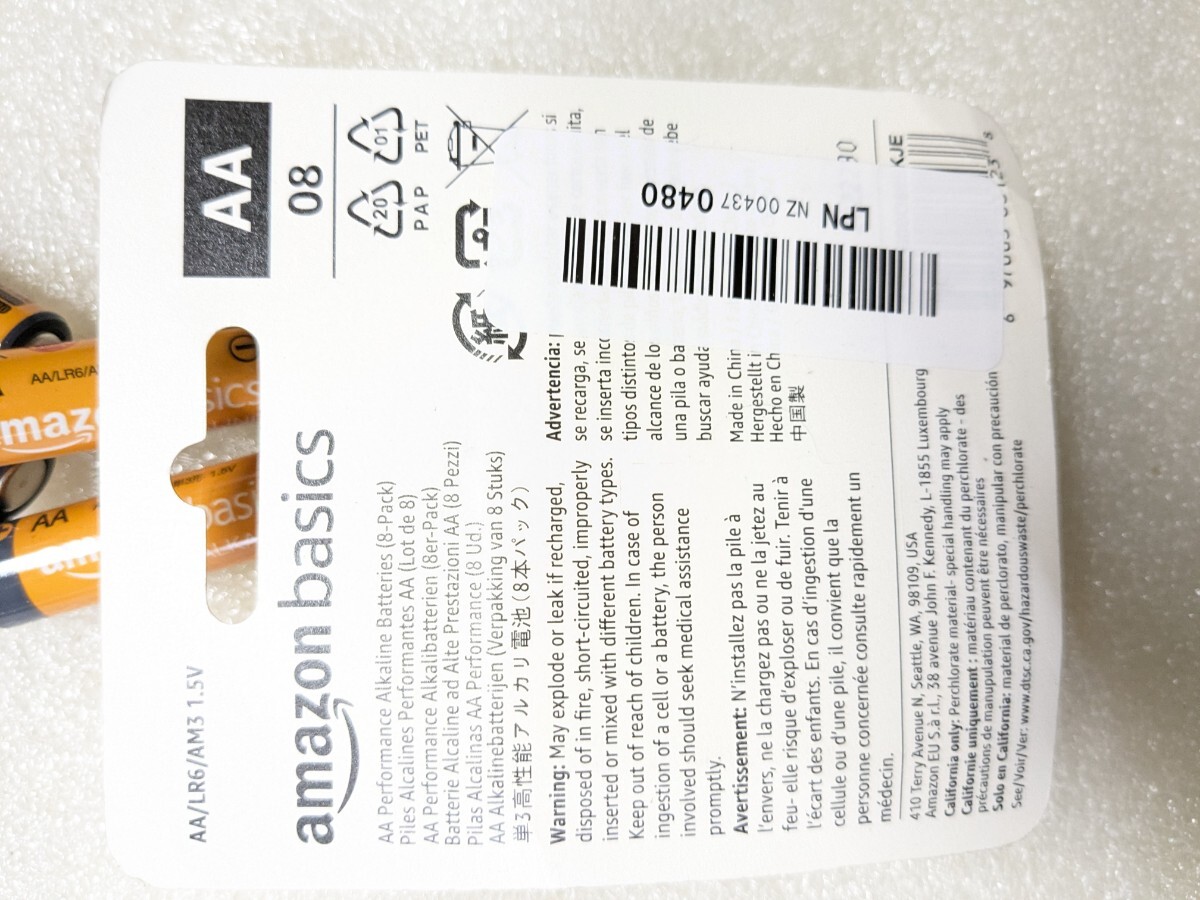 AA/LR6/AM3 1.5V
AA
amazon basics
08
AA Performance Alkaline Batteries (8-Pack)
Piles Alcalines Performantes AA (Lot de 8)
AA Performance Alkalibatterien (8er-Pack)
Batterie Alcaline ad Alte Prestazioni AA (8 Pezzi)
Pilas Alcalinas AA Performance (8 Ud.)
AA Alkalinebatterijen (Verpakking van 8 Stuks)
単3高性能アルカリ電池 (8本パック)
20 01
PAP PET
紙
Warning: May explode or leak if recharged,
disposed of in fire, short-circuited, improperly
inserted or mixed with different battery types.
Keep out of reach of children. In case of
ingestion of a cell or a battery, the person
involved should seek medical assistance
promptly.
Avertissement: N'installez pas la pile à
l'envers, ne la chargez pas ou ne la jetez au
feu- elle risque d'exploser ou de fuir. Tenir à
l'écart des enfants. En cas d'ingestion d'une
cellule ou d'une pile, il convient que la
personne concernée consulte rapidement un
médecin.
Advertencia:
se recarga, se
se inserta
tipos
alcance de
una pila o
buscar
si
de
Made in
Hergestellt
Hecho en
中国製
LPN NZ 00437 0480
410 Terry Avenue N, Seattle, WA, 98109, USA
Amazon EU S.à r.l., 38 avenue John F. Kennedy, L-1855 Luxembourg
California only: Perchlorate material- special handling may apply
Californie uniquement : matériau contenant du perchlorate - des
précautions de manupulation peuvent être nécessaires
Solo en California: material de perclorato, manipular con precaución
See/Voir/Ver: www.dtsc.ca.gov/hazardouswaste/perchlorate
AA
AA/LR6/A
sics
basi
1.5V